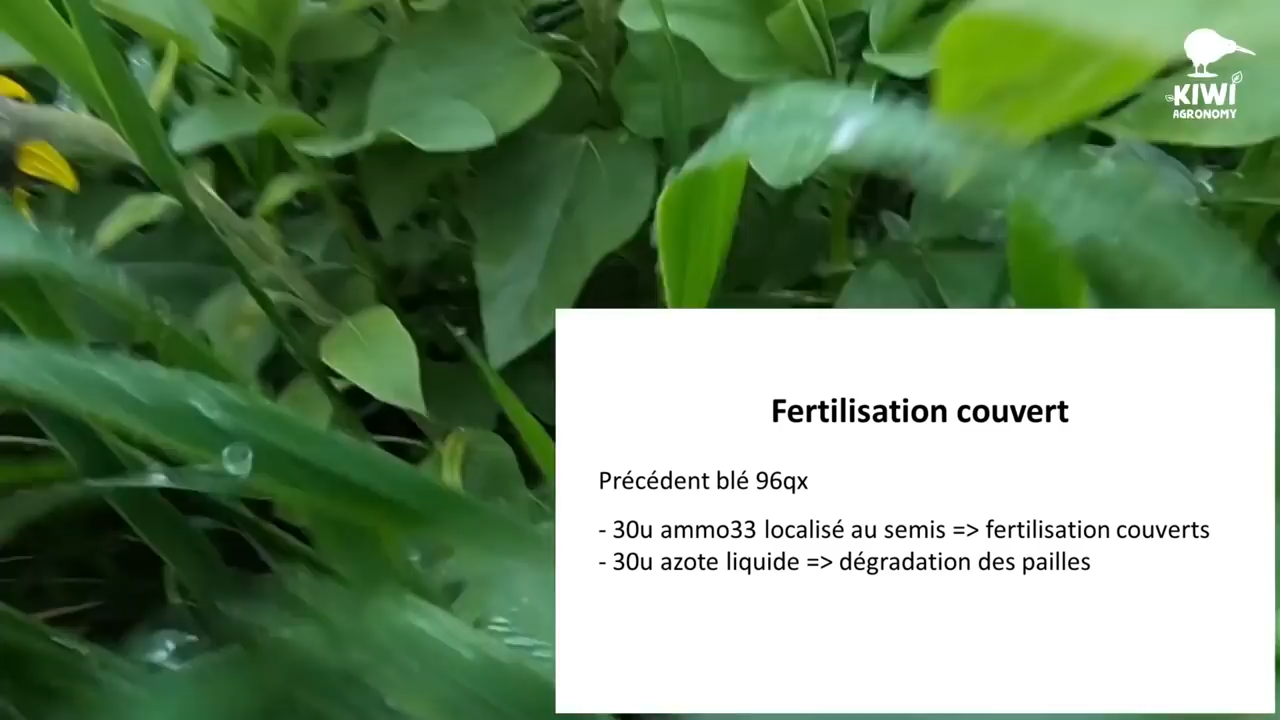 KIWI
AGRONOMY
Fertilisation couvert
Précédent blé 96qx
- 30u ammo33 localisé au semis => fertilisation couverts
- 30u azote liquide => dégradation des pailles